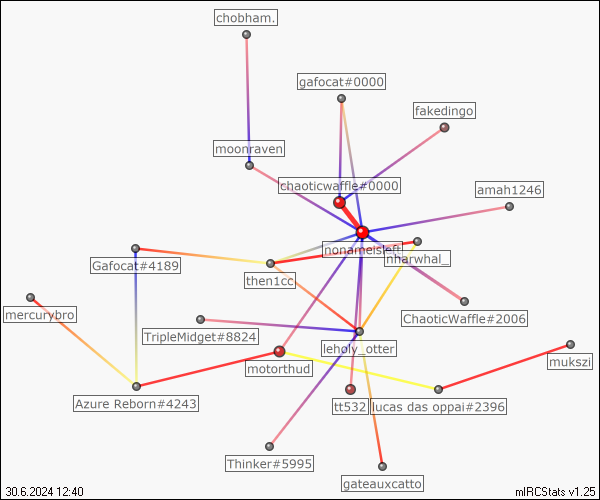 chobham.
gafocat#0000
fakedingo
moonraven
chaoticwaffle#0000
amah1246
nonameisleft
nharwhal_
Gafocat#4189
then1cc
mercurybro
ChaoticWaffle#2006
TripleMidget#8824
leholy_otter
motorthud
mukszi
Azure Reborn#4243
tt532
lucas das oppai#2396
Thinker#5995
gateauxcatto
30.6.2024 12:40
mIRCStats v1.25